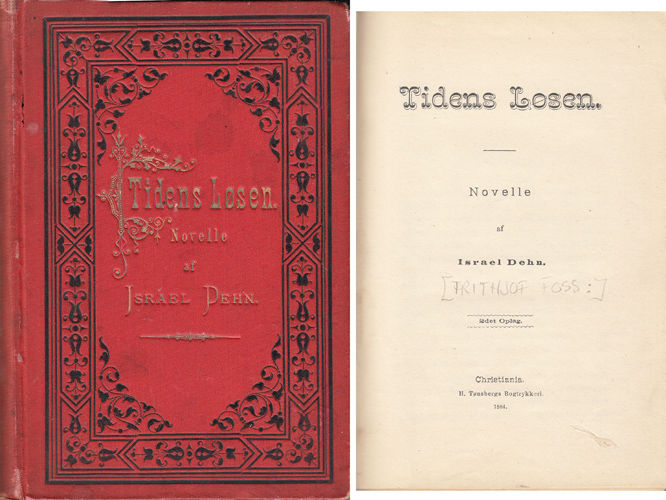 Tidens Løsen.
Novelle
af
ISRAEL DEHN.
Tidens Løsen.
Novelle
af
Israel Dehn.
[FRITHJOF FOSS:]
2det Oplag.
Christiania.
H. Tønsbergs Bogtrykkeri.
1884.